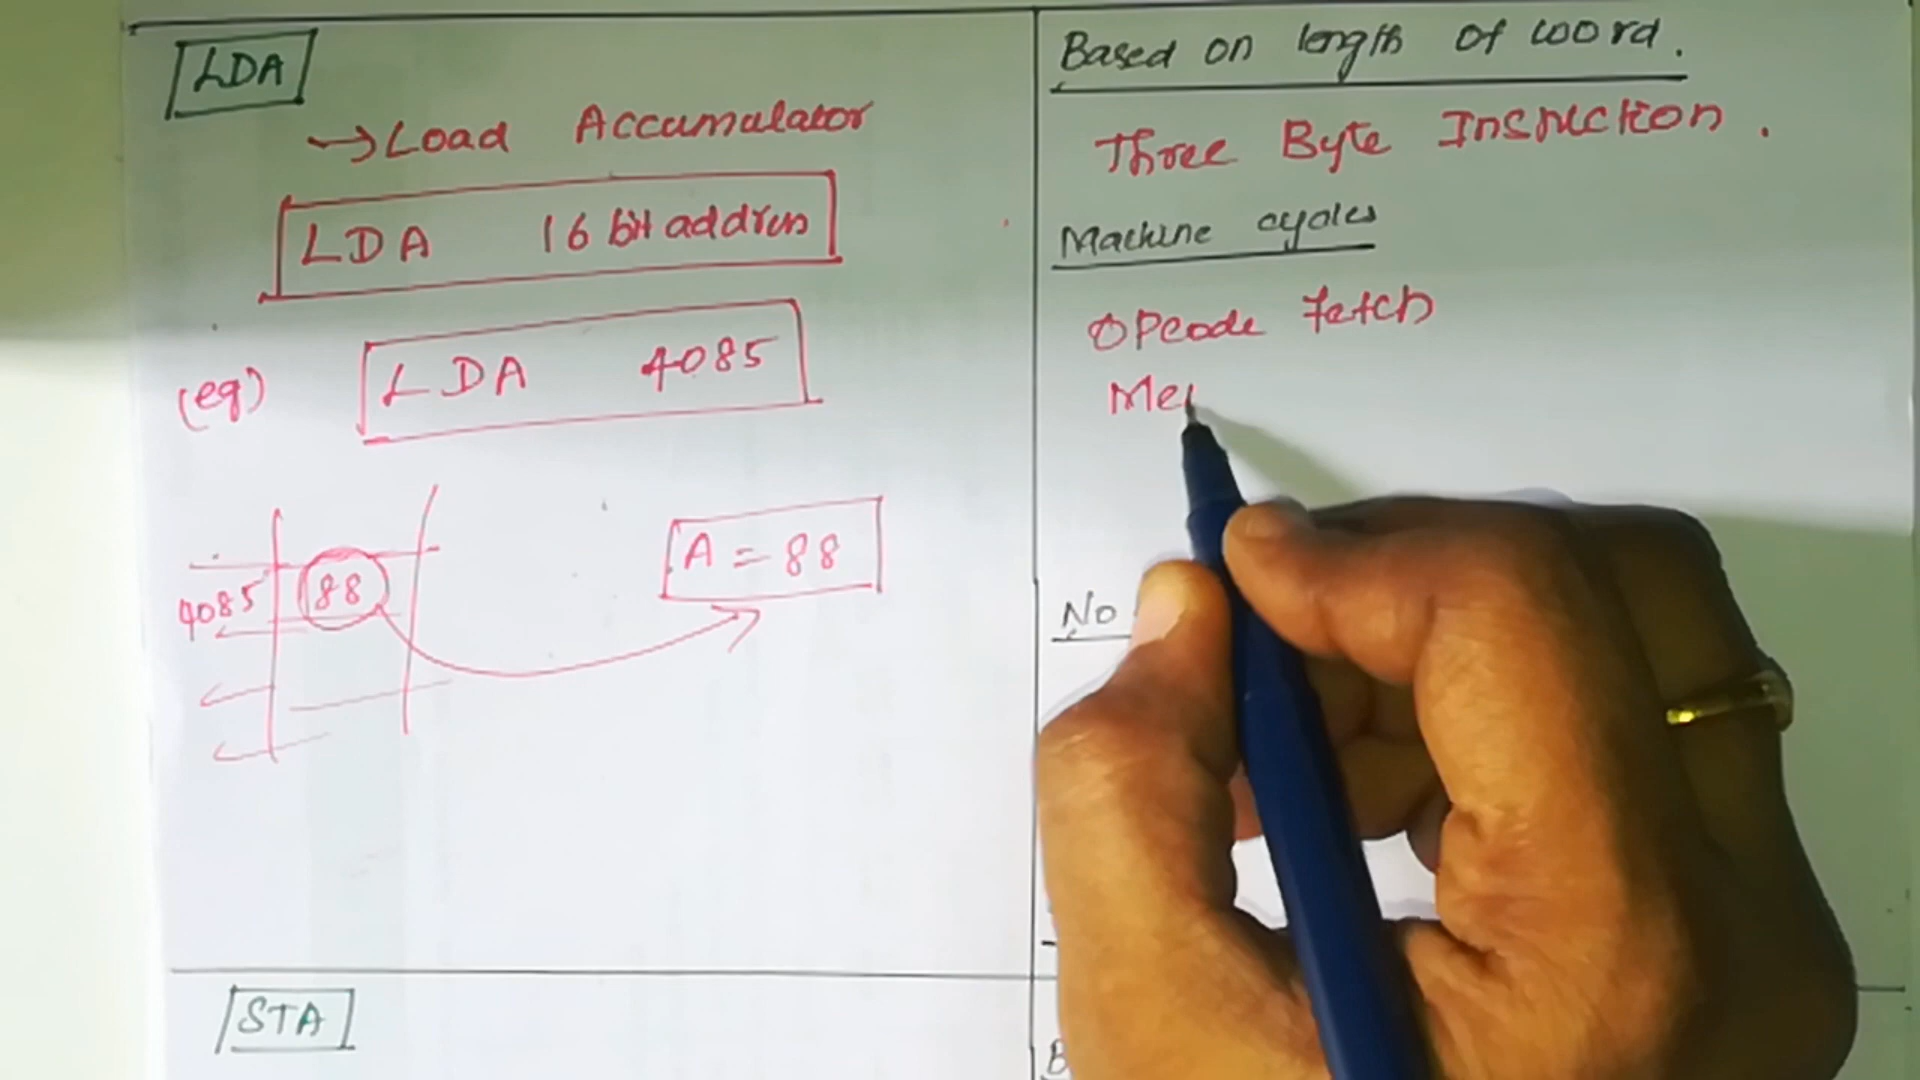 LDA
→ Load Accumulator
LDA 16 bit address
(eg) LDA 4085
4085 88
A = 88
STA
Based on length of word.
Three Byte Instruction.
Machine cycles
Opcode fetch
Me
No
B